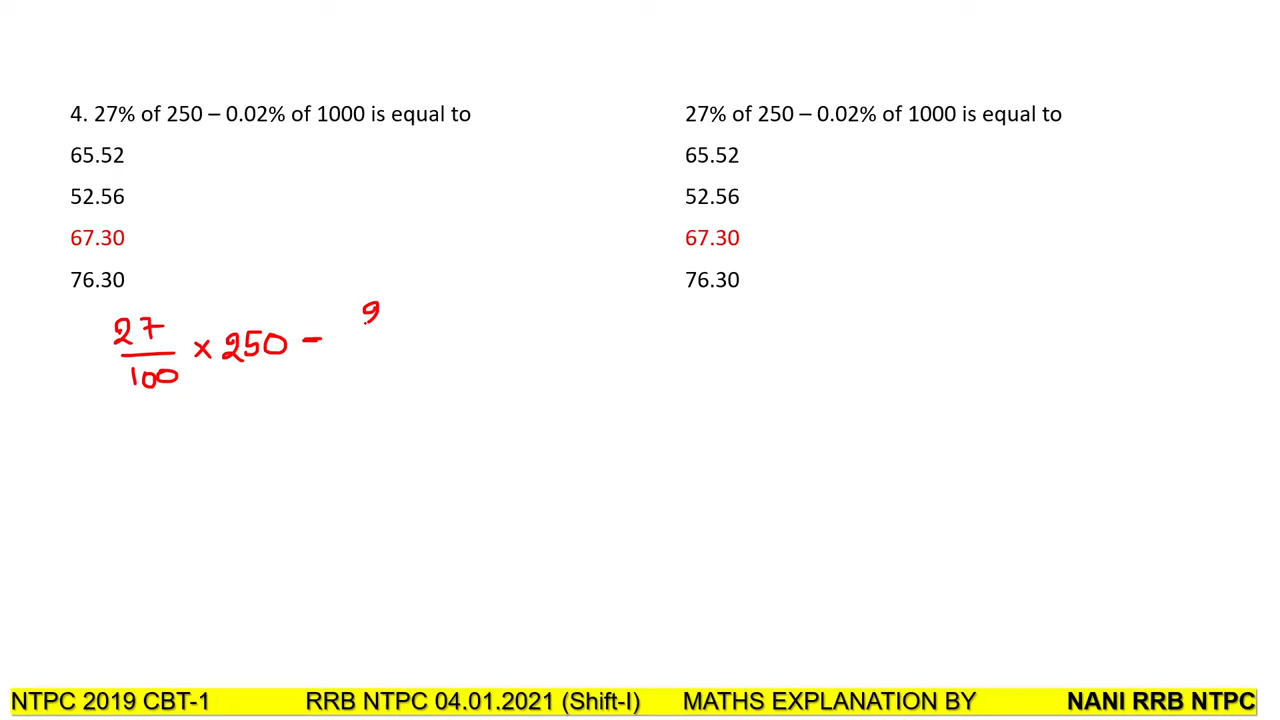 4. 27% of 250 – 0.02% of 1000 is equal to
65.52
52.56
67.30
76.30
27
100
× 250 –
27% of 250 – 0.02% of 1000 is equal to
65.52
52.56
67.30
76.30
NTPC 2019 CBT-1 RRB NTPC 04.01.2021 (Shift-I) MATHS EXPLANATION BY NANI RRB NTPC